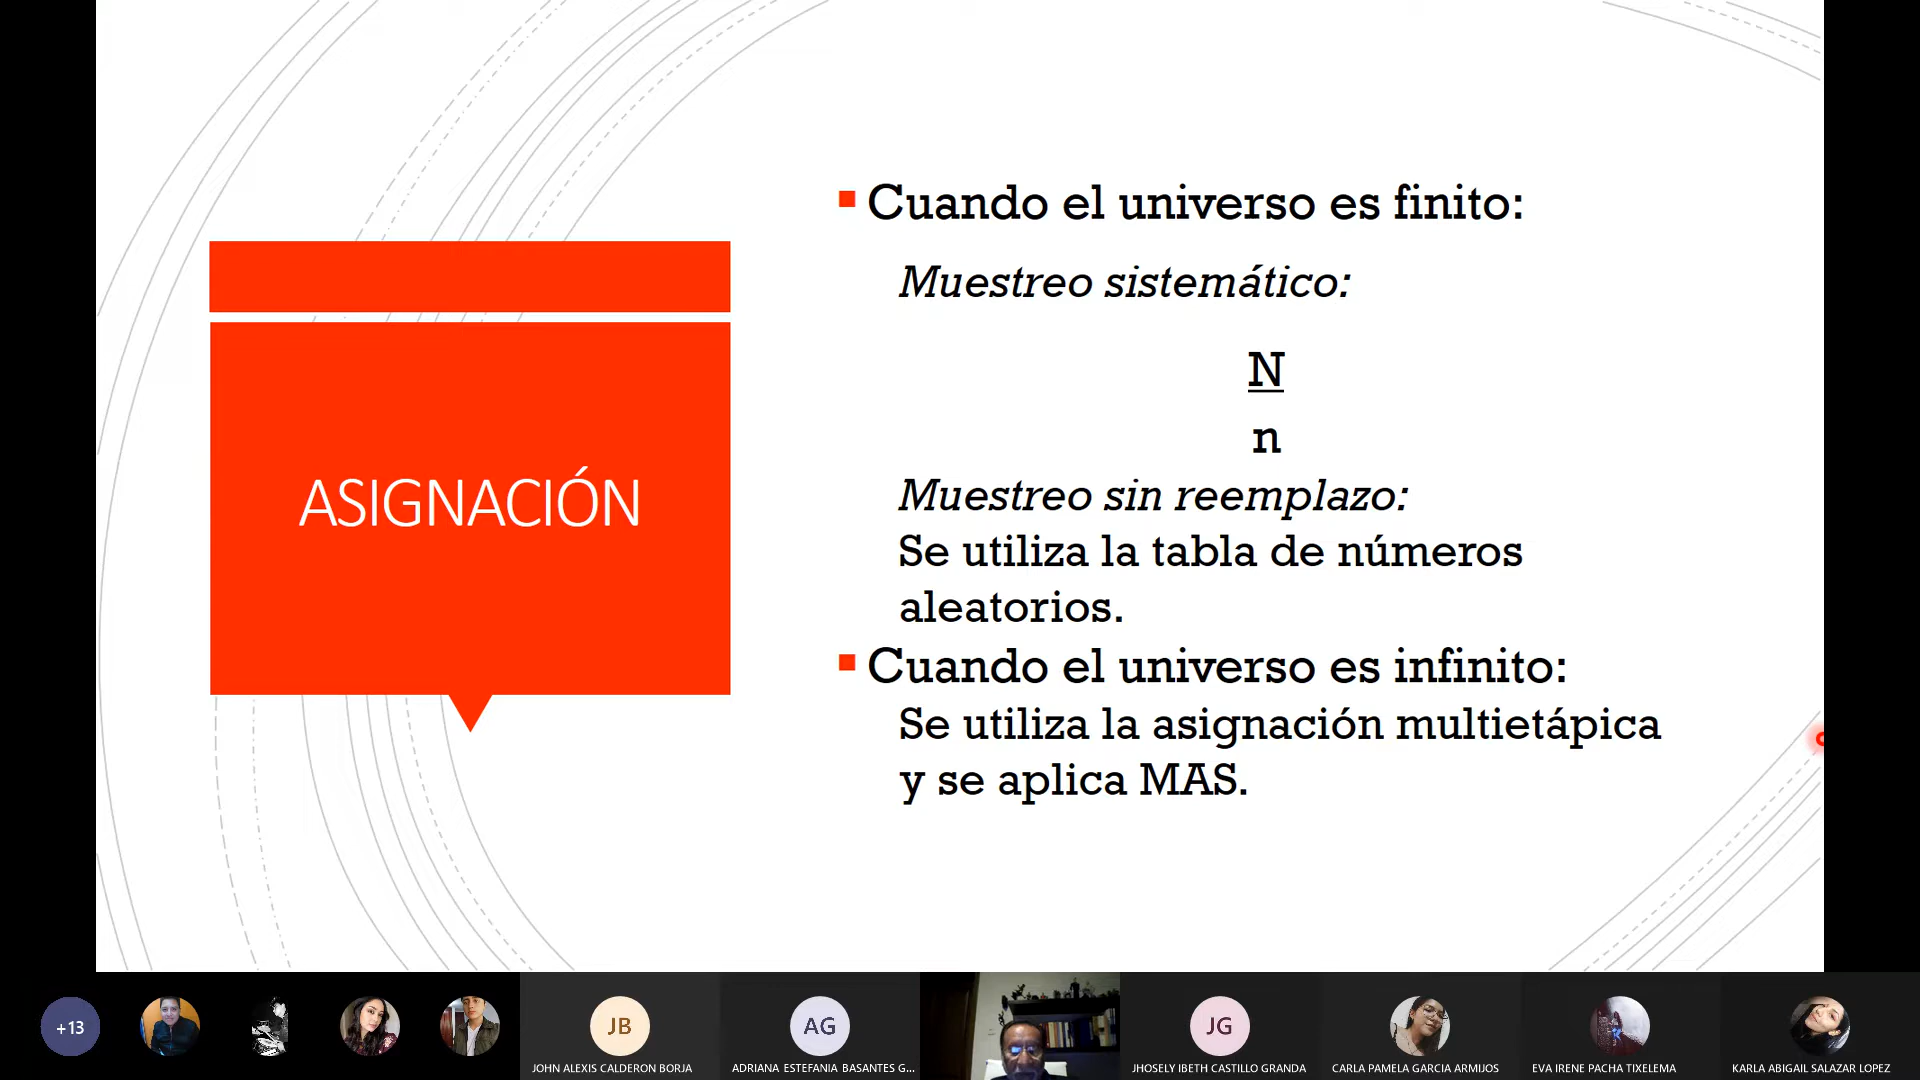 ASIGNACIÓN
Cuando el universo es finito:
Muestreo sistemático:
N
n
Muestreo sin reemplazo:
Se utiliza la tabla de números
aleatorios.
Cuando el universo es infinito:
Se utiliza la asignación multietápica
y se aplica MAS.
+13
JB
JOHN ALEXIS CALDERON BORJA
AG
ADRIANA ESTEFANIA BASANTES G...
JG
JHOSELY IBETH CASTILLO GRANDA
CARLA PAMELA GARCIA ARMIJOS
EVA IRENE PACHA TIXELEMA
KARLA ABIGAIL SALAZAR LOPEZ